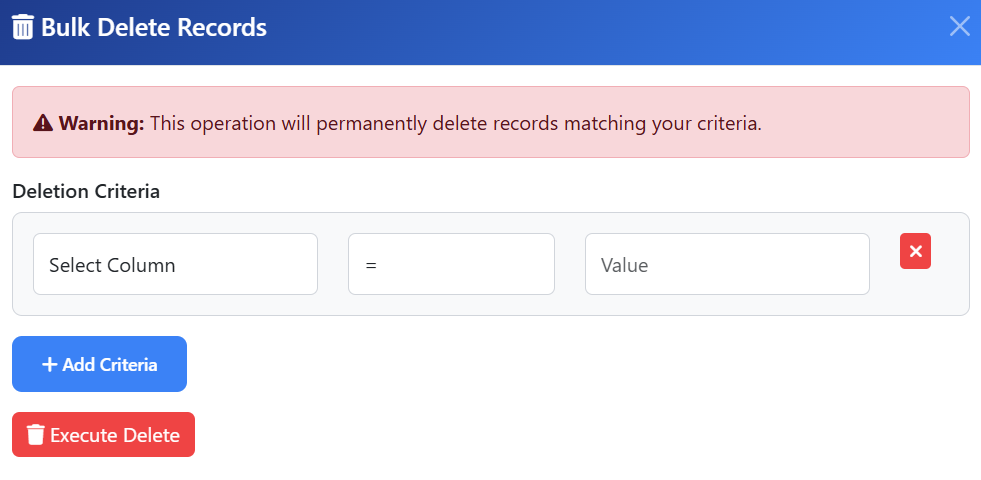 Bulk Delete Records
Warning: This operation will permanently delete records matching your criteria.
Deletion Criteria
Select Column = Value
+ Add Criteria
Execute Delete